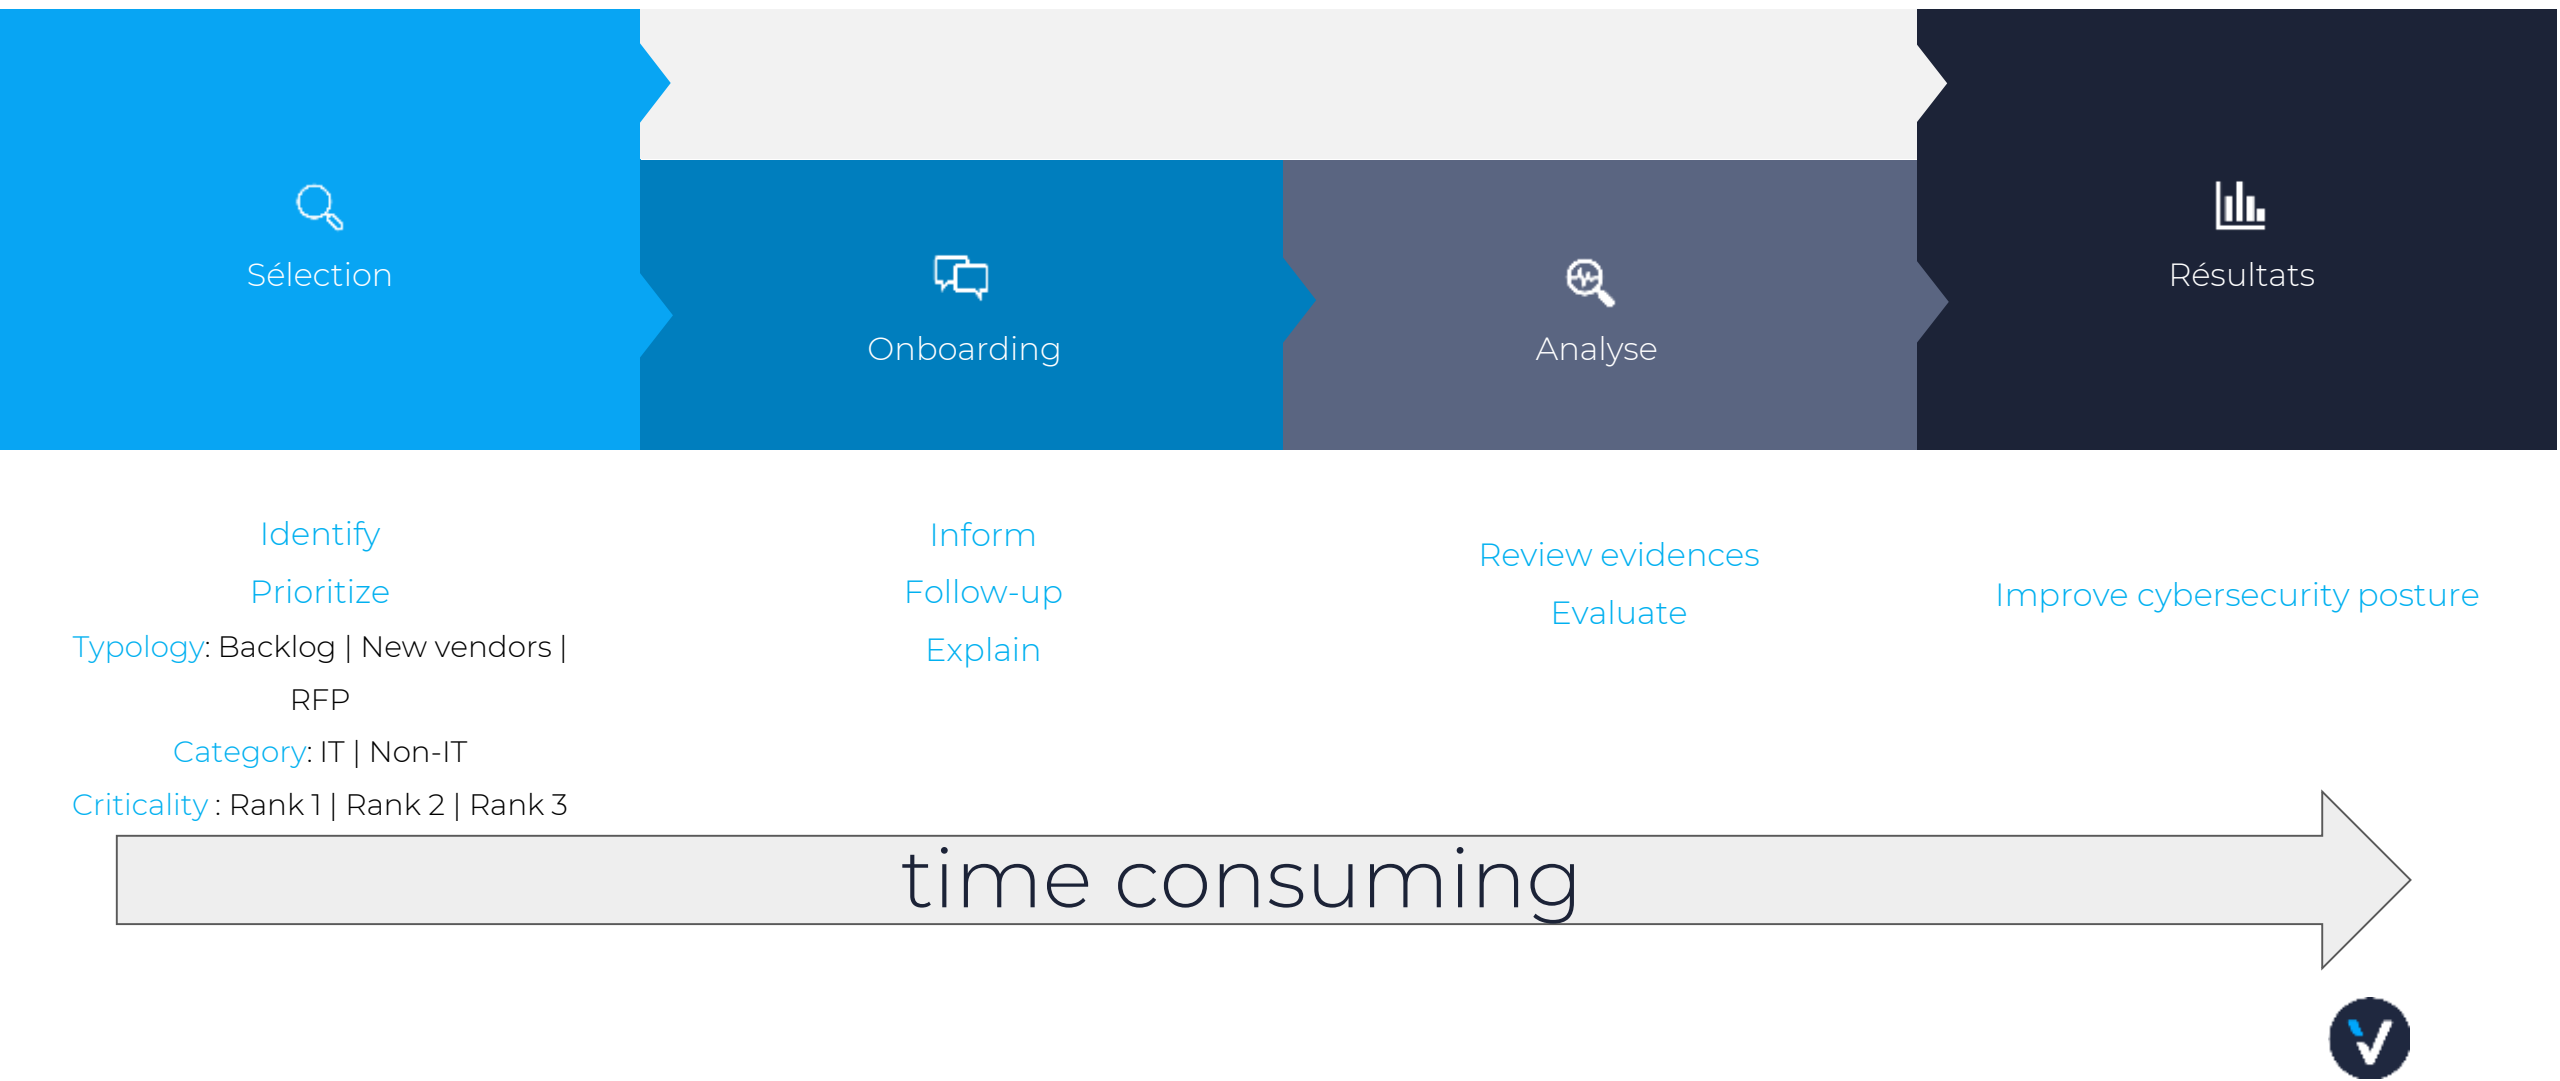 Sélection
Onboarding
Analyse
Résultats
Identify
Prioritize
Typology: Backlog | New vendors |
RFP
Category: IT | Non-IT
Criticality : Rank 1 | Rank 2 | Rank 3
Inform
Follow-up
Explain
Review evidences
Evaluate
Improve cybersecurity posture
time consuming